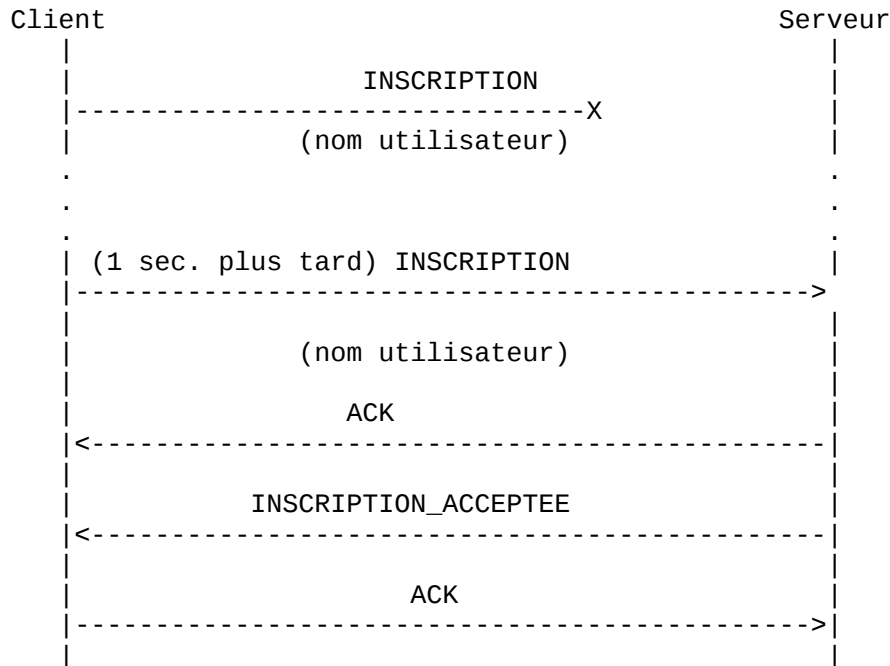 Client Serveur
INSCRIPTION
X
(nom utilisateur)
(1 sec. plus tard) INSCRIPTION
(nom utilisateur)
ACK
INSCRIPTION_ACCEPTEE
ACK